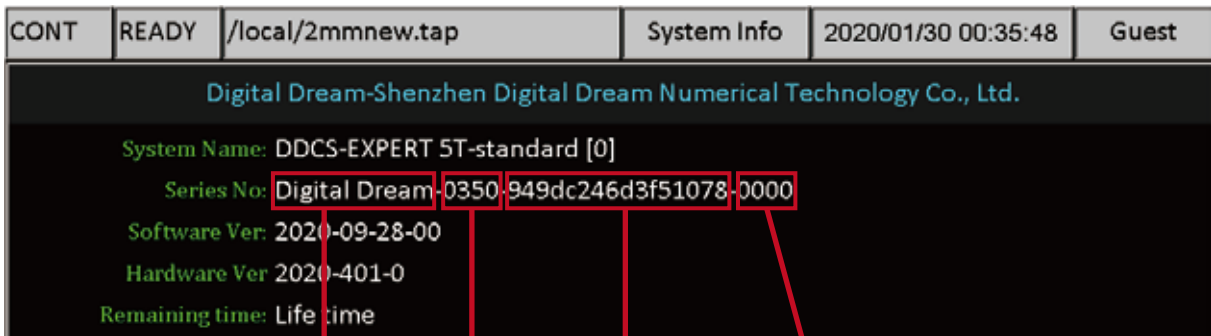 CONT READY /local/2mmnew.tap System Info 2020/01/30 00:35:48 Guest
Digital Dream-Shenzhen Digital Dream Numerical Technology Co., Ltd.
System Name: DDCS-EXPERT 5T-standard [0]
Series No: Digital Dream-0350-949dc246d3f51078-0000
Software Ver: 2020-09-28-00
Hardware Ver 2020-401-0
Remaining time: Life time